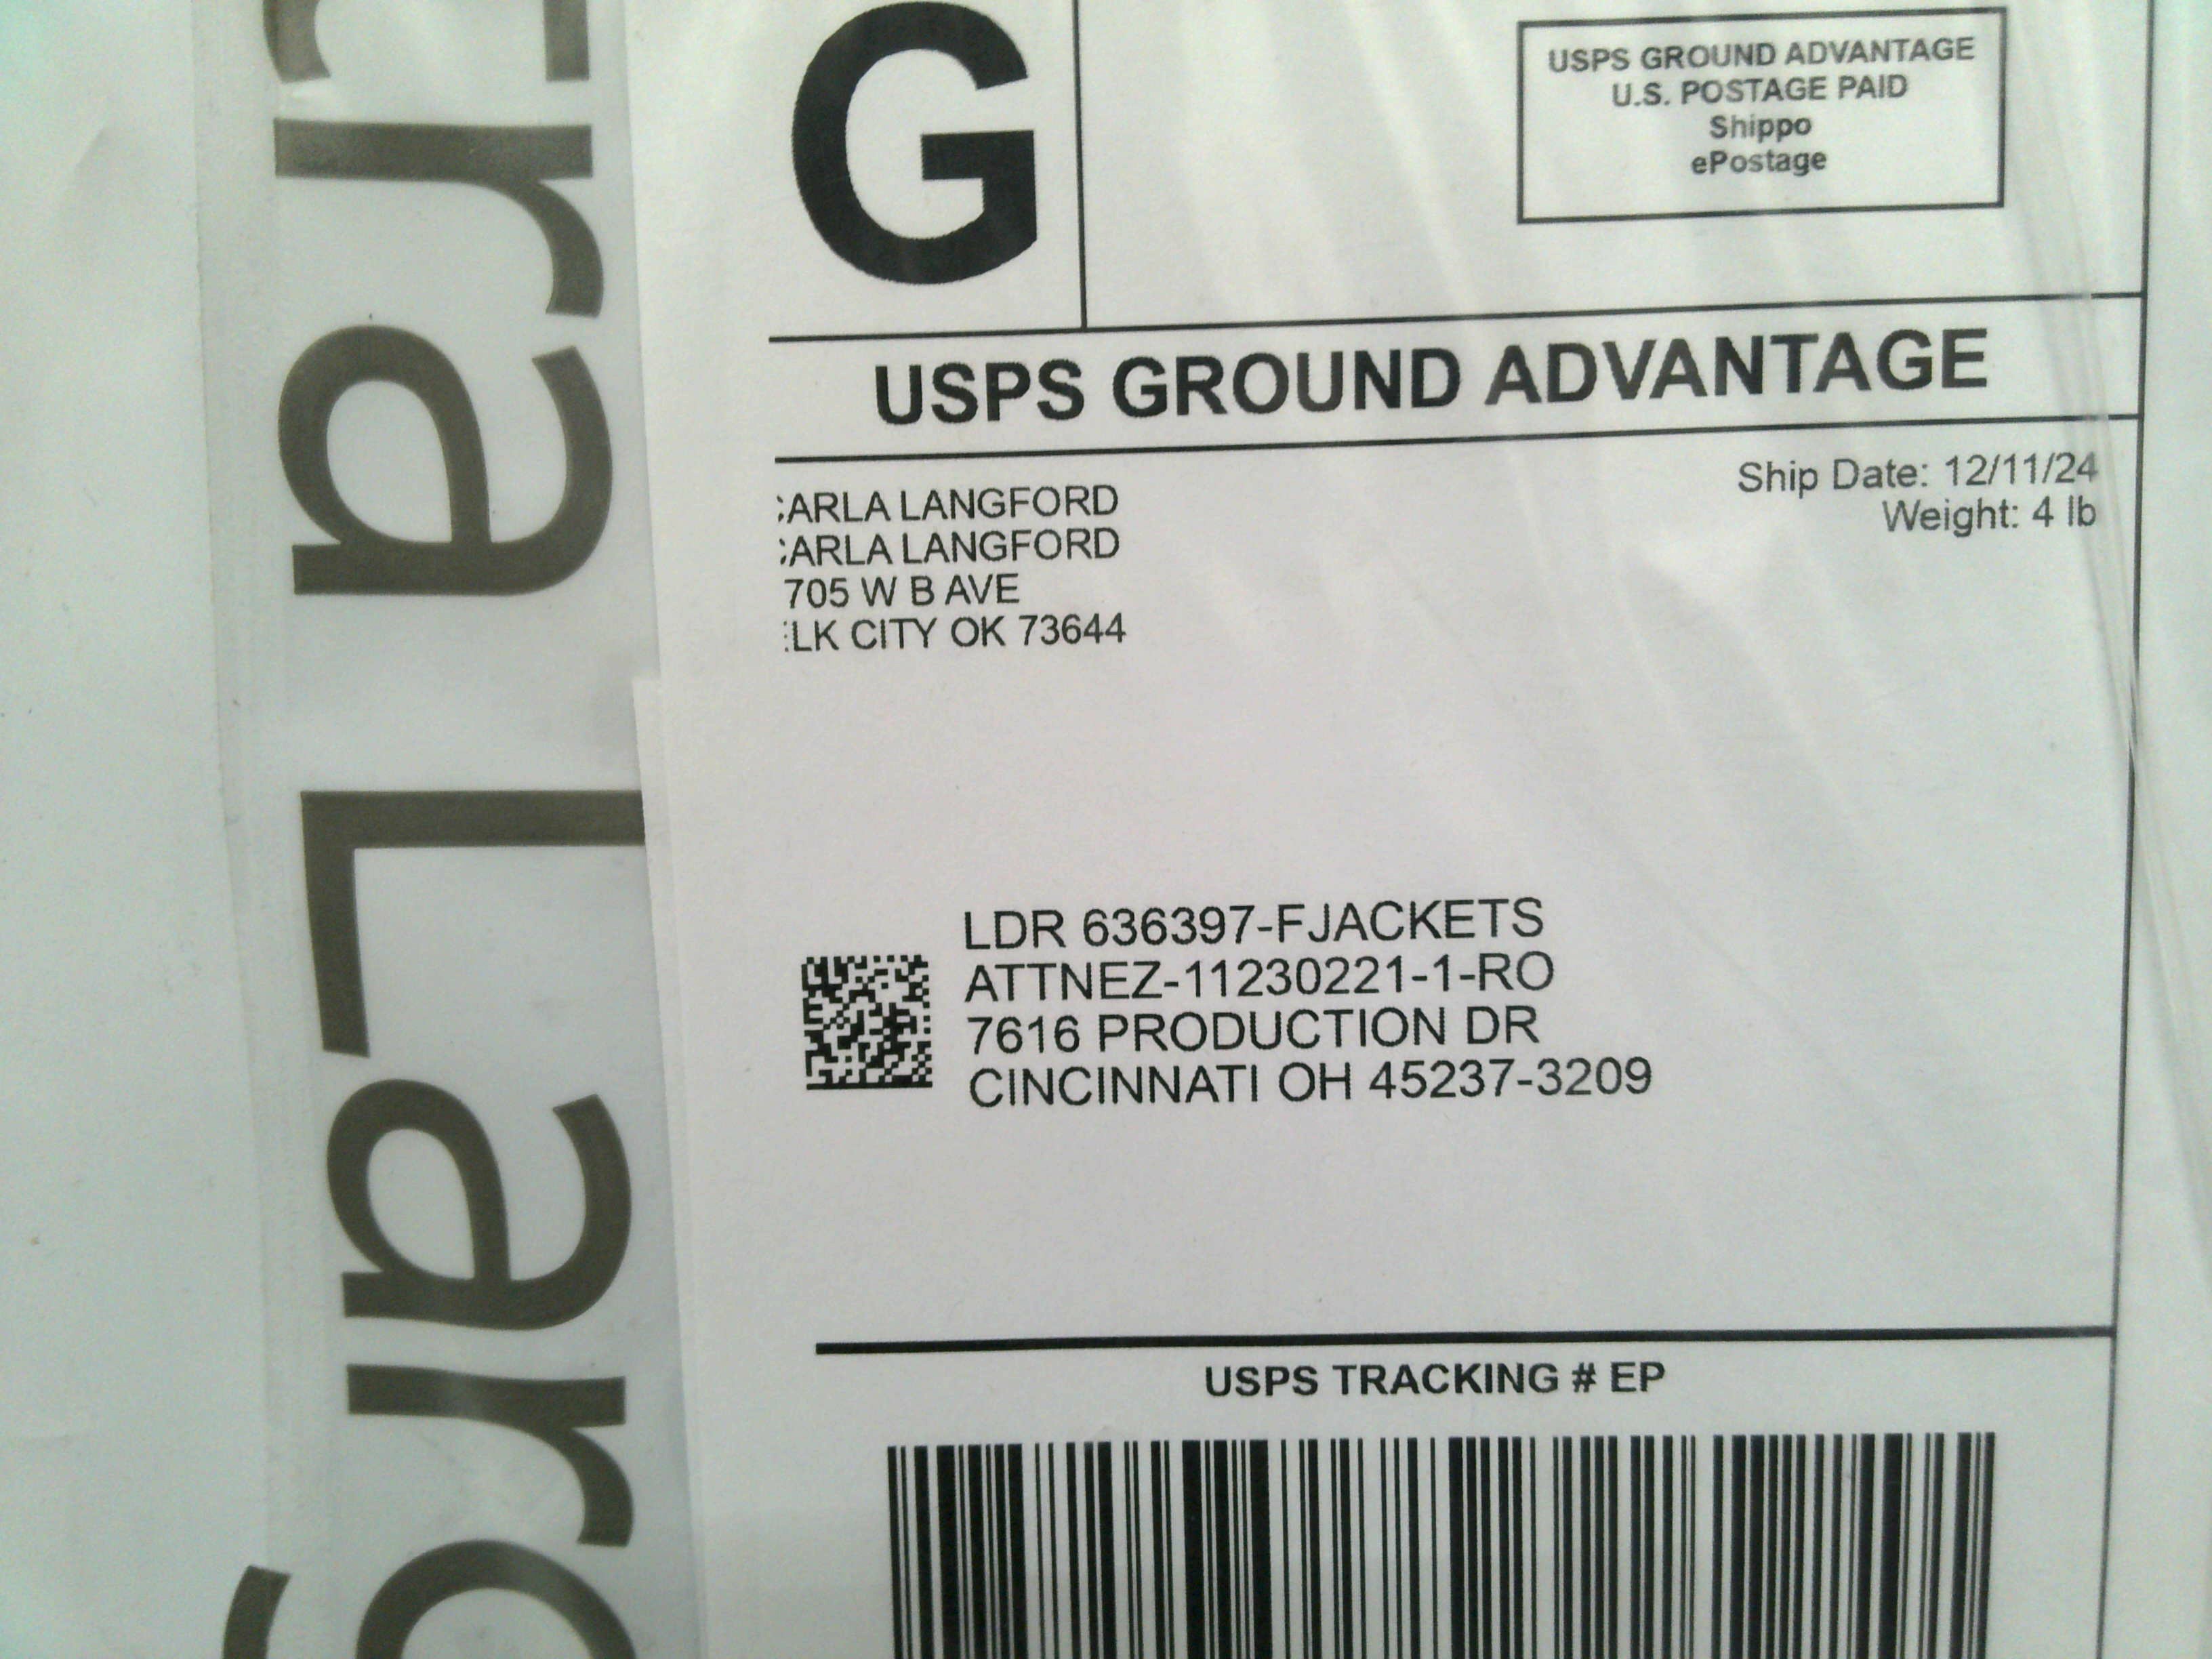 G
USPS GROUND ADVANTAGE
U.S. POSTAGE PAID
Shippo
ePostage
USPS GROUND ADVANTAGE
ARLA LANGFORD
ARLA LANGFORD
705 W B AVE
LK CITY OK 73644
Ship Date: 12/11/24
Weight: 4 lb
LDR 636397-FJACKETS
ATTNEZ-11230221-1-RO
7616 PRODUCTION DR
CINCINNATI OH 45237-3209
USPS TRACKING # EP
ra Larg